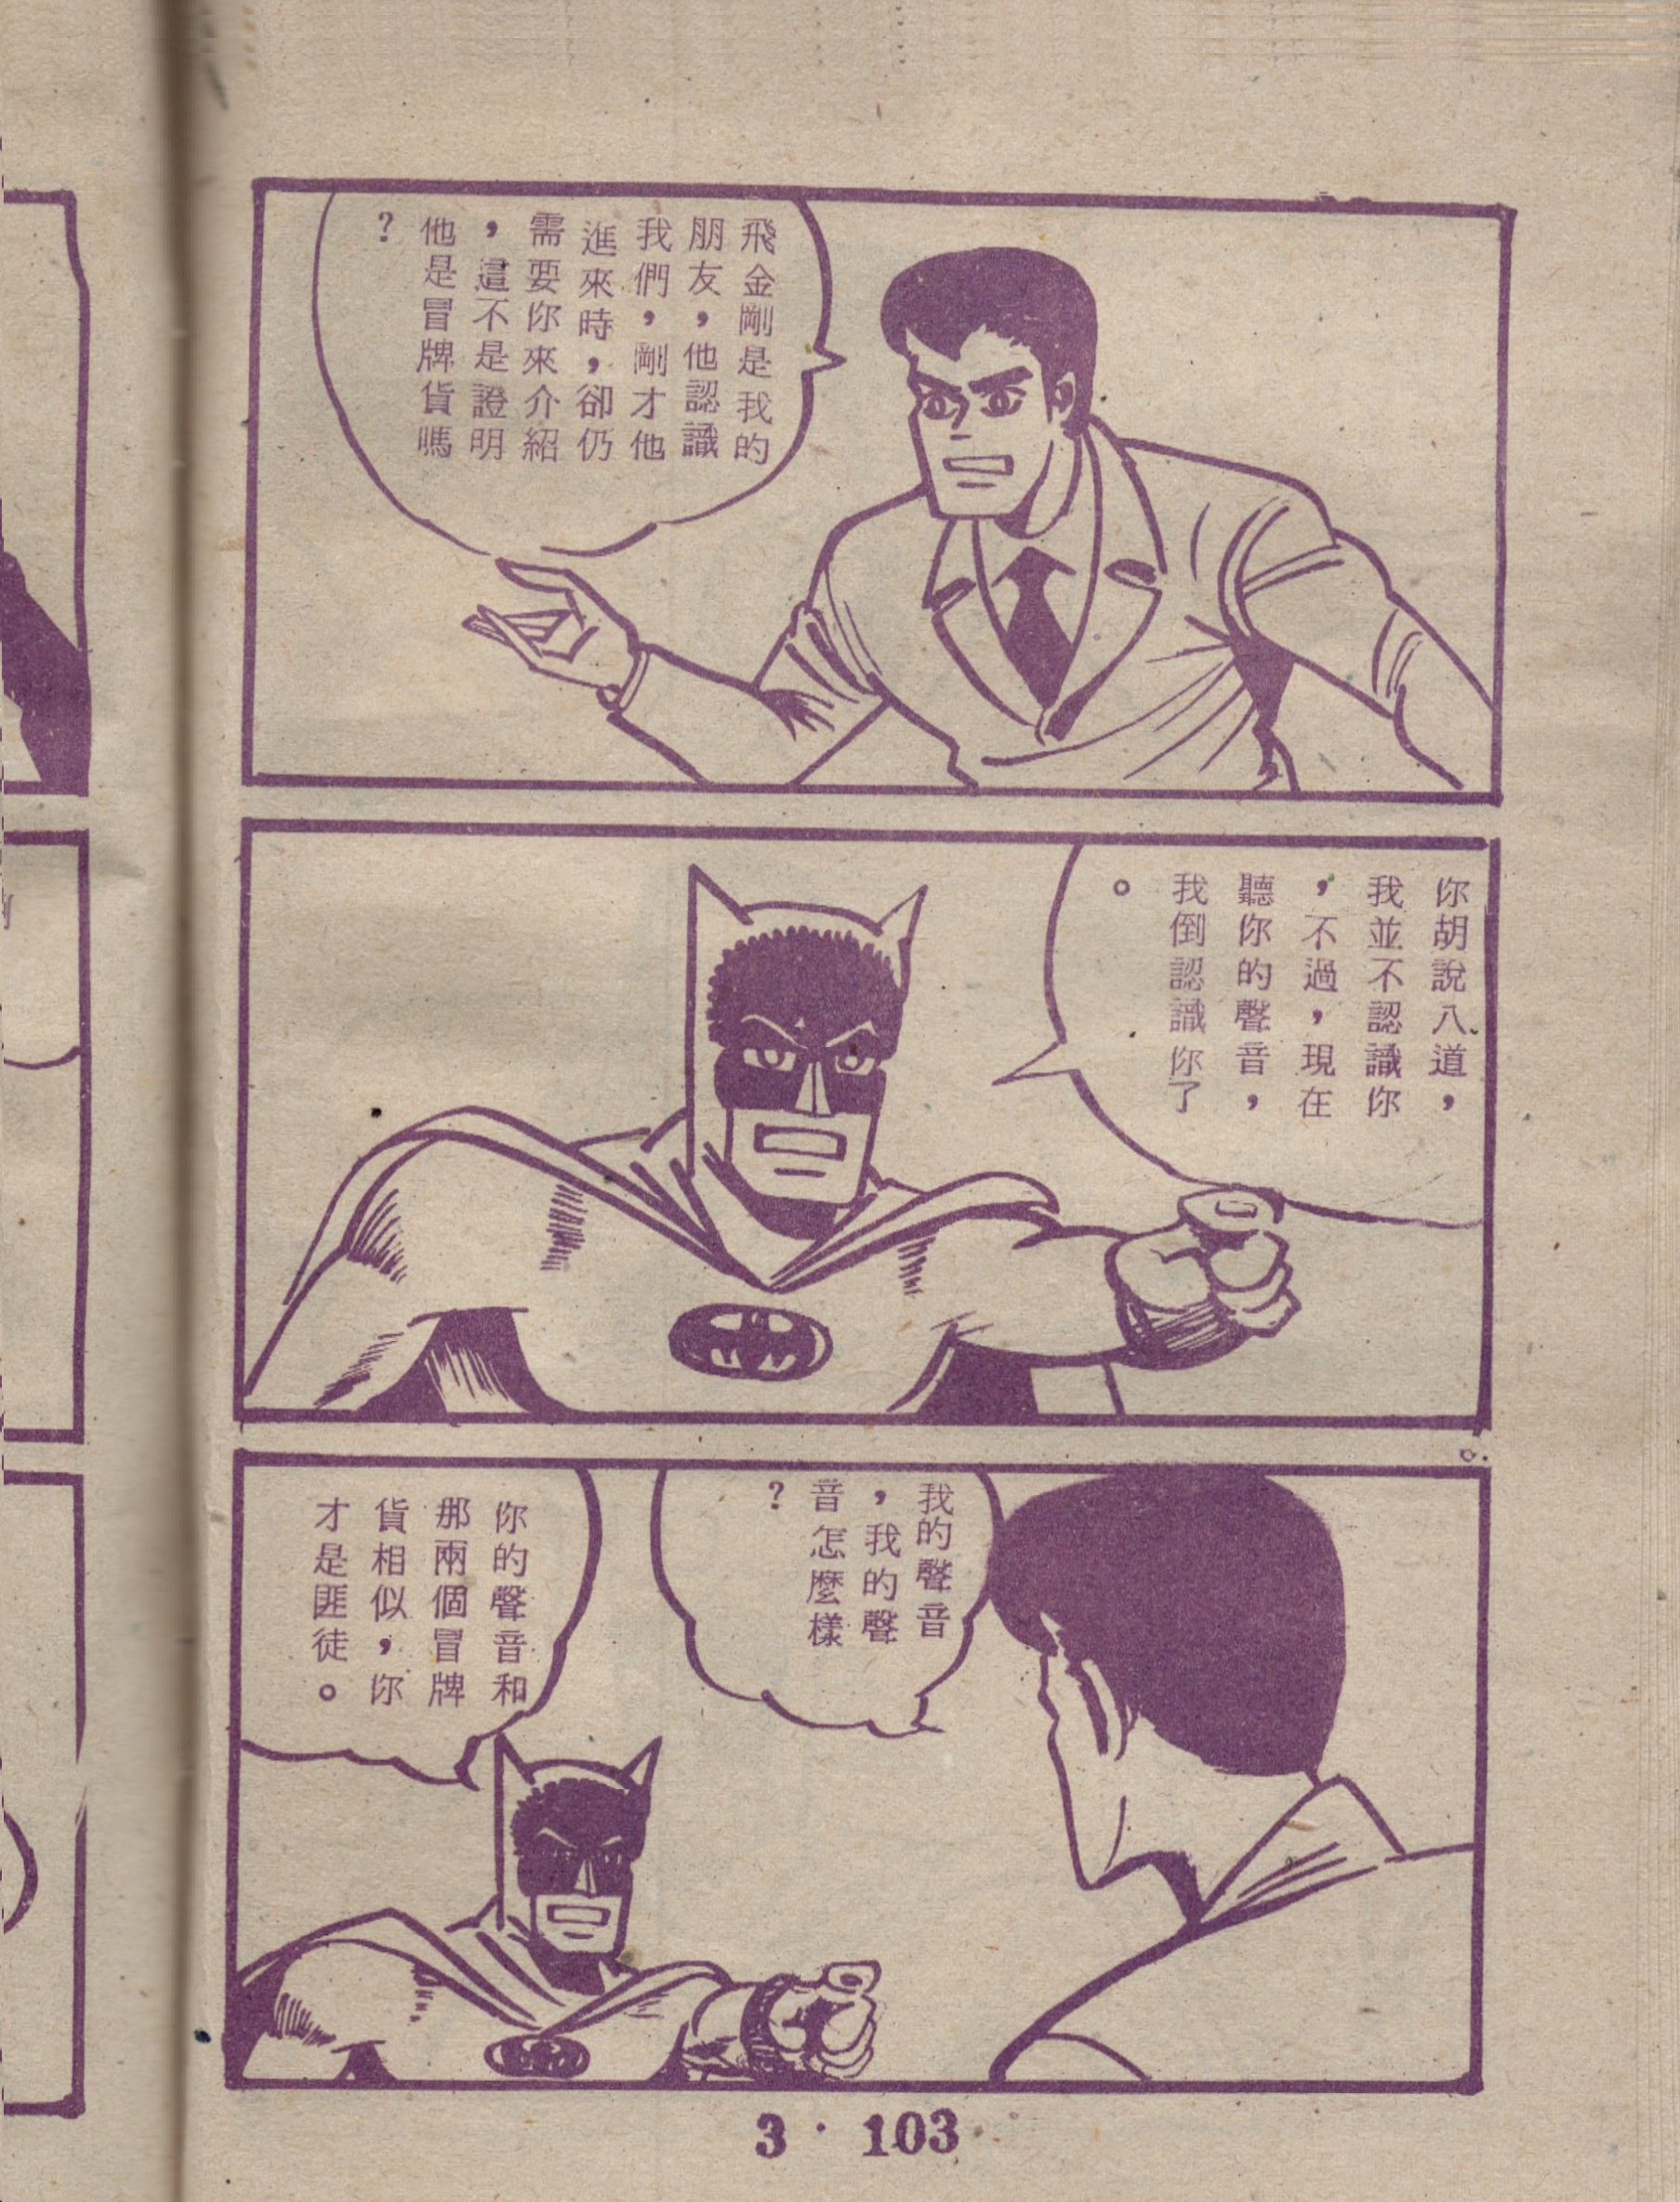 飛金剛是我的
朋友，他認識
我們，剛才他
進來時，卻仍
需要你來介紹
，這不是證明
他是冒牌貨嗎
？
你胡說八道，
我並不認識你
，不過，現在
聽你的聲音，
我倒認識你了
。
我的聲音
，我的聲
音怎麼樣
？
你的聲音和
那兩個冒牌
貨相似，你
才是匪徒。
3·103